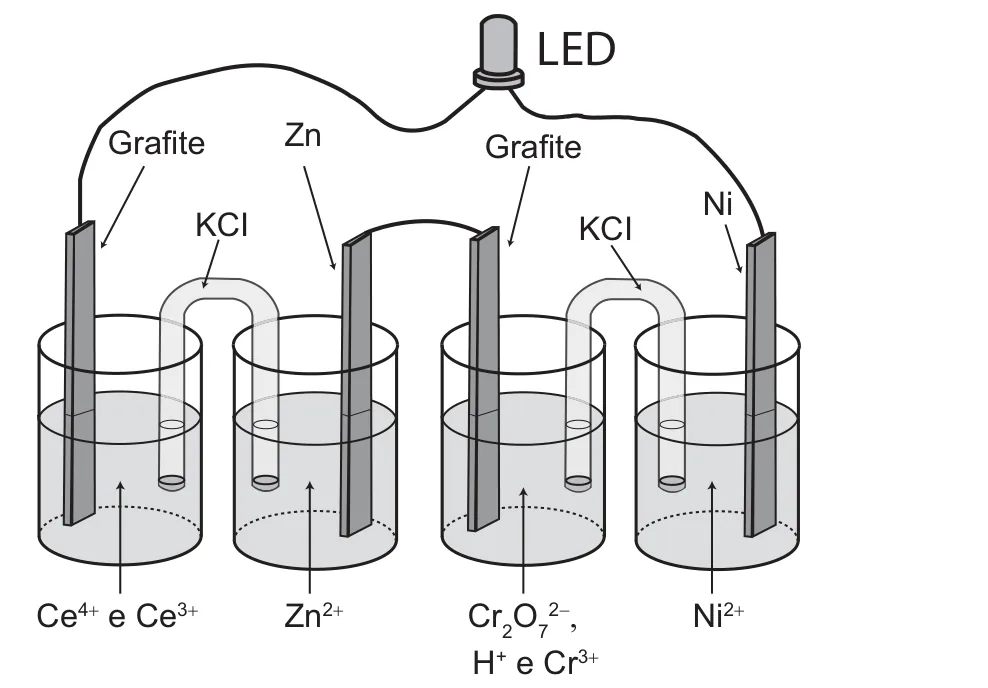 LED
Grafite
Zn
Grafite
KCl
KCl
Ni
Ce⁴⁺ e Ce³⁺
Zn²⁺
Cr₂O₇²⁻,
H⁺ e Cr³⁺
Ni²⁺